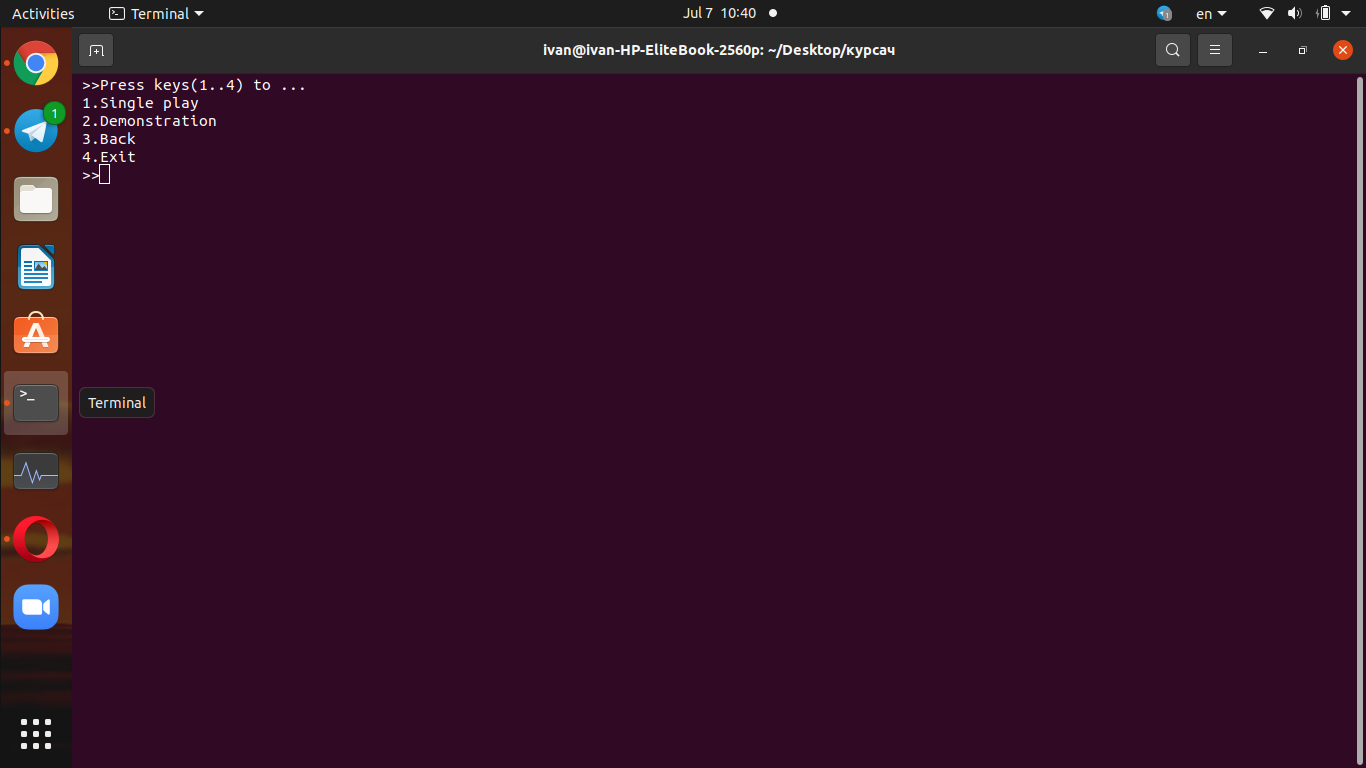 Activities
Terminal
Jul 7 10:40
en
ivan@ivan-HP-EliteBook-2560p: ~/Desktop/курсач
>>Press keys(1..4) to ...
1.Single play
2.Demonstration
3.Back
4.Exit
>>
1
1
>_
Terminal